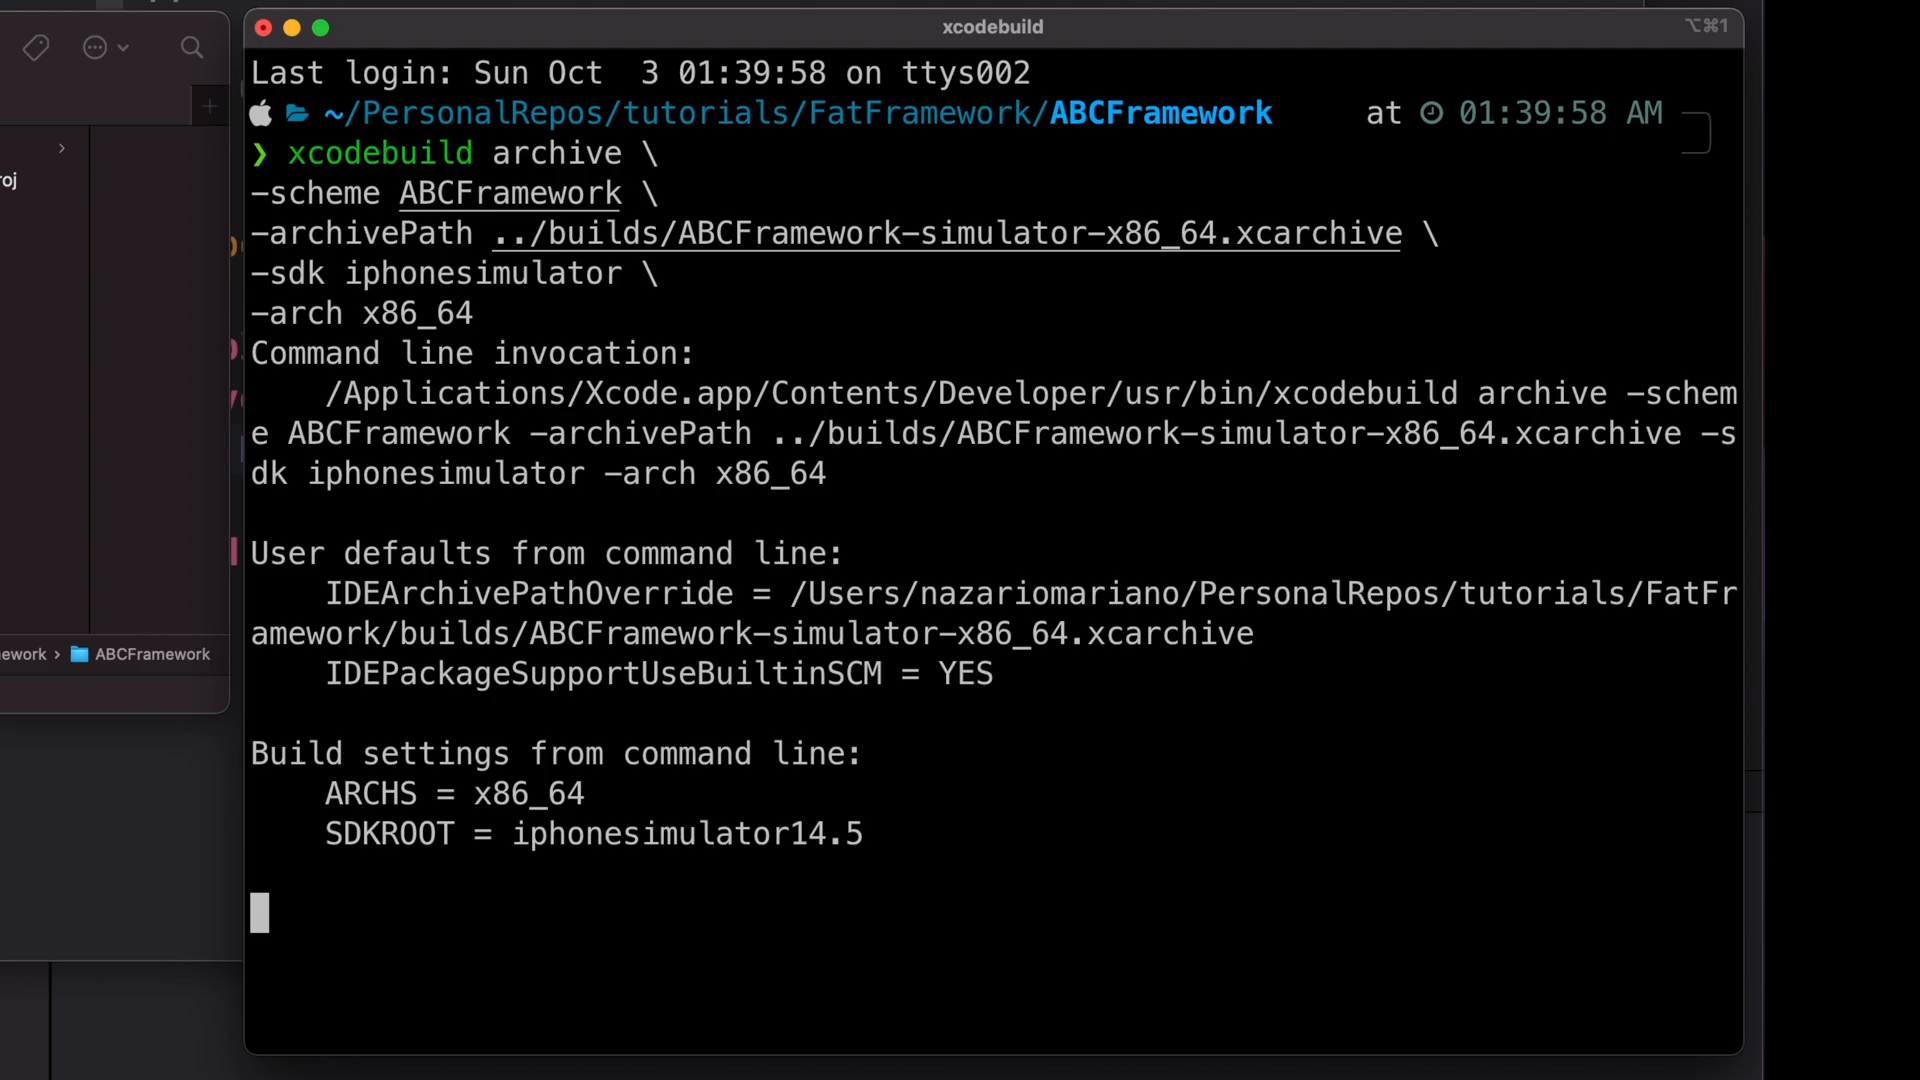 xcodebuild
⌥⌘1
Last login: Sun Oct  3 01:39:58 on ttys002
~/PersonalRepos/tutorials/FatFramework/ABCFramework at 01:39:58 AM
❯ xcodebuild archive \
-scheme ABCFramework \
-archivePath ../builds/ABCFramework-simulator-x86_64.xcarchive \
-sdk iphonesimulator \
-arch x86_64
Command line invocation:
/Applications/Xcode.app/Contents/Developer/usr/bin/xcodebuild archive -schem
e ABCFramework -archivePath ../builds/ABCFramework-simulator-x86_64.xcarchive -s
dk iphonesimulator -arch x86_64
User defaults from command line:
IDEArchivePathOverride = /Users/nazariomariano/PersonalRepos/tutorials/FatFr
amework/builds/ABCFramework-simulator-x86_64.xcarchive
IDEPackageSupportUseBuiltinSCM = YES
Build settings from command line:
ARCHS = x86_64
SDKROOT = iphonesimulator14.5
roj
ework › ABCFramework